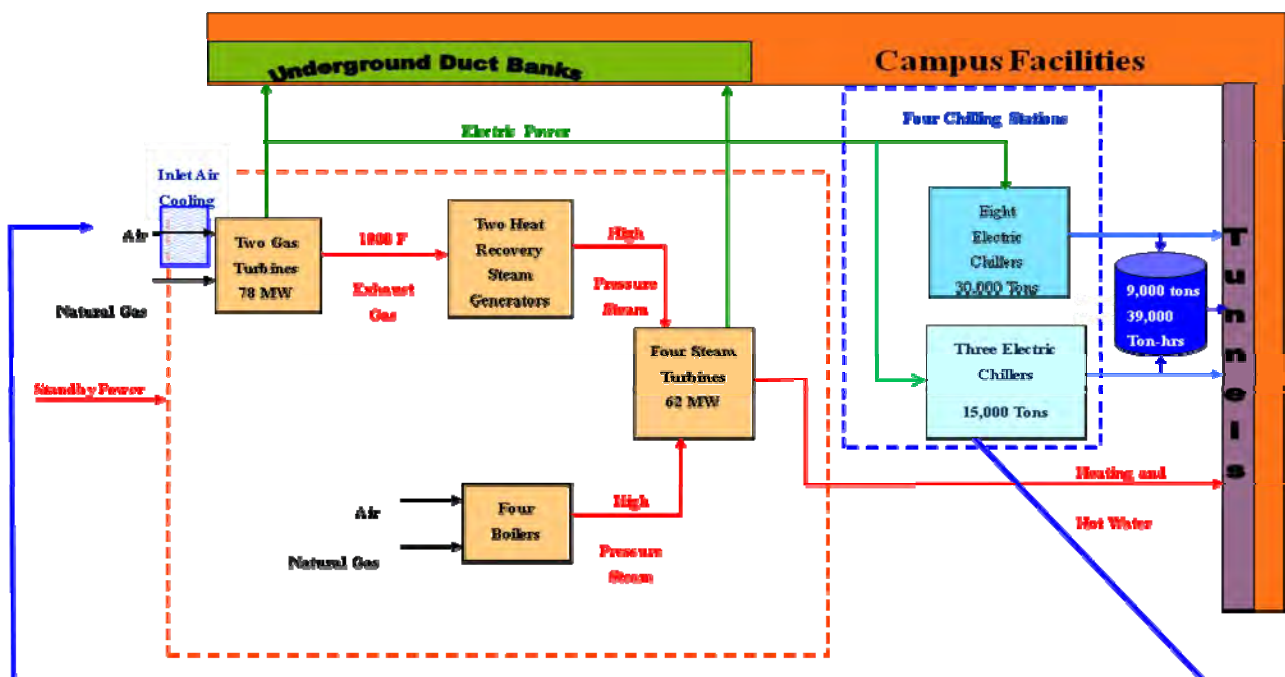 Underground Duct Banks
Campus Facilities
Electric Power
Four Chilling Stations
Inlet Air
Cooling
Air
Natural Gas
Two Gas
Turbines
78 MW
Exhaust
Gas
Two Heat
Recovery
Steam
Generators
High
Pressure
Steam
Eight
Electric
Chillers
30,000 Tons
9,000 tons
39,000
Ton-hrs
Tunnels
Four Steam
Turbines
62 MW
Three Electric
Chillers
15,000 Tons
Standby Power
Heating and
Hot Water
Air
Natural Gas
Four
Boilers
High
Pressure
Steam